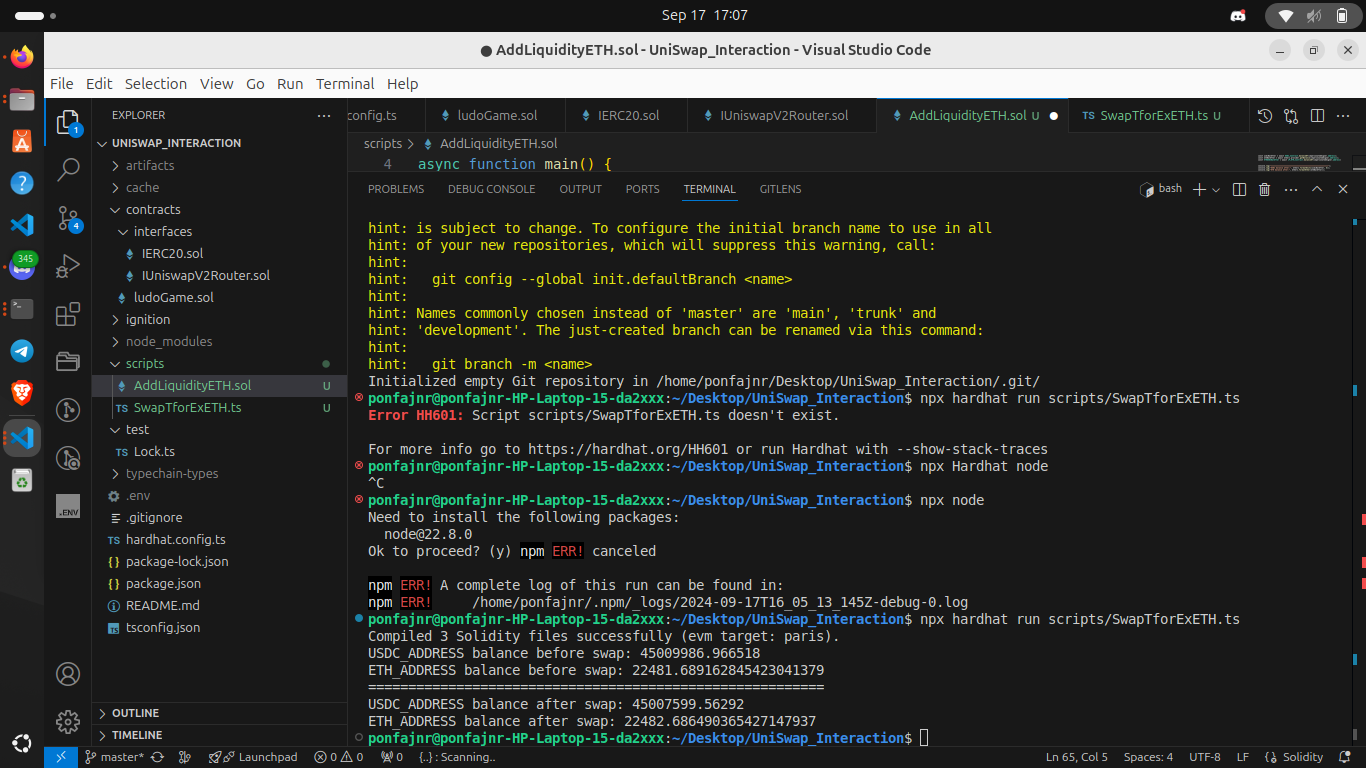 Sep 17 17:07
AddLiquidityETH.sol - UniSwap_Interaction - Visual Studio Code
File Edit Selection View Go Run Terminal Help
EXPLORER
config.ts ludoGame.sol IERC20.sol IUniswapV2Router.sol AddLiquidityETH.sol U TS SwapTforExETH.ts U
UNISWAP_INTERACTION
artifacts
cache
contracts
interfaces
IERC20.sol
IUniswapV2Router.sol
ludoGame.sol
ignition
node_modules
scripts
AddLiquidityETH.sol U
TS SwapTforExETH.ts U
test
TS Lock.ts
typechain-types
.env
.gitignore
TS hardhat.config.ts
{} package-lock.json
{} package.json
README.md
TS tsconfig.json
OUTLINE
TIMELINE
1
4
345
.ENV
scripts > AddLiquidityETH.sol
4 async function main() {
PROBLEMS DEBUG CONSOLE OUTPUT PORTS TERMINAL GITLENS
bash
hint: is subject to change. To configure the initial branch name to use in all
hint: of your new repositories, which will suppress this warning, call:
hint:
hint: git config --global init.defaultBranch <name>
hint:
hint: Names commonly chosen instead of 'master' are 'main', 'trunk' and
hint: 'development'. The just-created branch can be renamed via this command:
hint:
hint: git branch -m <name>
Initialized empty Git repository in /home/ponfajnr/Desktop/UniSwap_Interaction/.git/
ponfajnr@ponfajnr-HP-Laptop-15-da2xxx:~/Desktop/UniSwap_Interaction$ npx hardhat run scripts/SwapTforExETH.ts
Error HH601: Script scripts/SwapTforExETH.ts doesn't exist.
For more info go to https://hardhat.org/HH601 or run Hardhat with --show-stack-traces
ponfajnr@ponfajnr-HP-Laptop-15-da2xxx:~/Desktop/UniSwap_Interaction$ npx Hardhat node
^C
ponfajnr@ponfajnr-HP-Laptop-15-da2xxx:~/Desktop/UniSwap_Interaction$ npx node
Need to install the following packages:
node@22.8.0
Ok to proceed? (y) npm ERR! canceled
npm ERR! A complete log of this run can be found in:
npm ERR! /home/ponfajnr/.npm/_logs/2024-09-17T16_05_13_145Z-debug-0.log
ponfajnr@ponfajnr-HP-Laptop-15-da2xxx:~/Desktop/UniSwap_Interaction$ npx hardhat run scripts/SwapTforExETH.ts
Compiled 3 Solidity files successfully (evm target: paris).
USDC_ADDRESS balance before swap: 45009986.966518
ETH_ADDRESS balance before swap: 22481.689162845423041379
========================================================
USDC_ADDRESS balance after swap: 45007599.56292
ETH_ADDRESS balance after swap: 22482.686490365427147937
ponfajnr@ponfajnr-HP-Laptop-15-da2xxx:~/Desktop/UniSwap_Interaction$
master* Launchpad 0 0 0 {..} : Scanning.. Ln 65, Col 5 Spaces: 4 UTF-8 LF Solidity